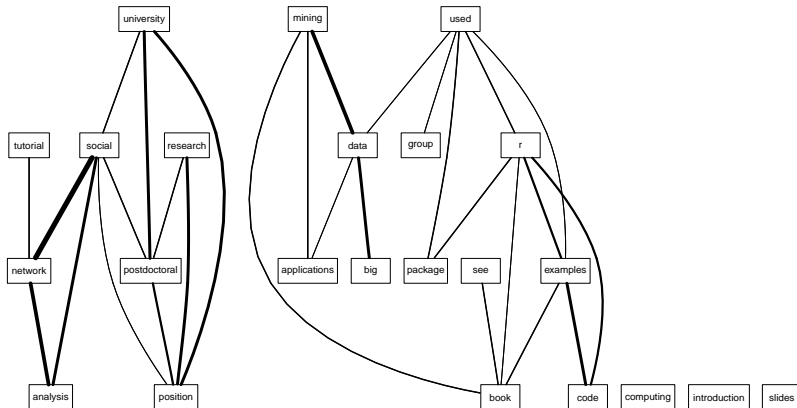 university
mining
used
tutorial
social
research
data
group
r
network
postdoctoral
applications
big
package
see
examples
analysis
position
book
code
computing
introduction
slides